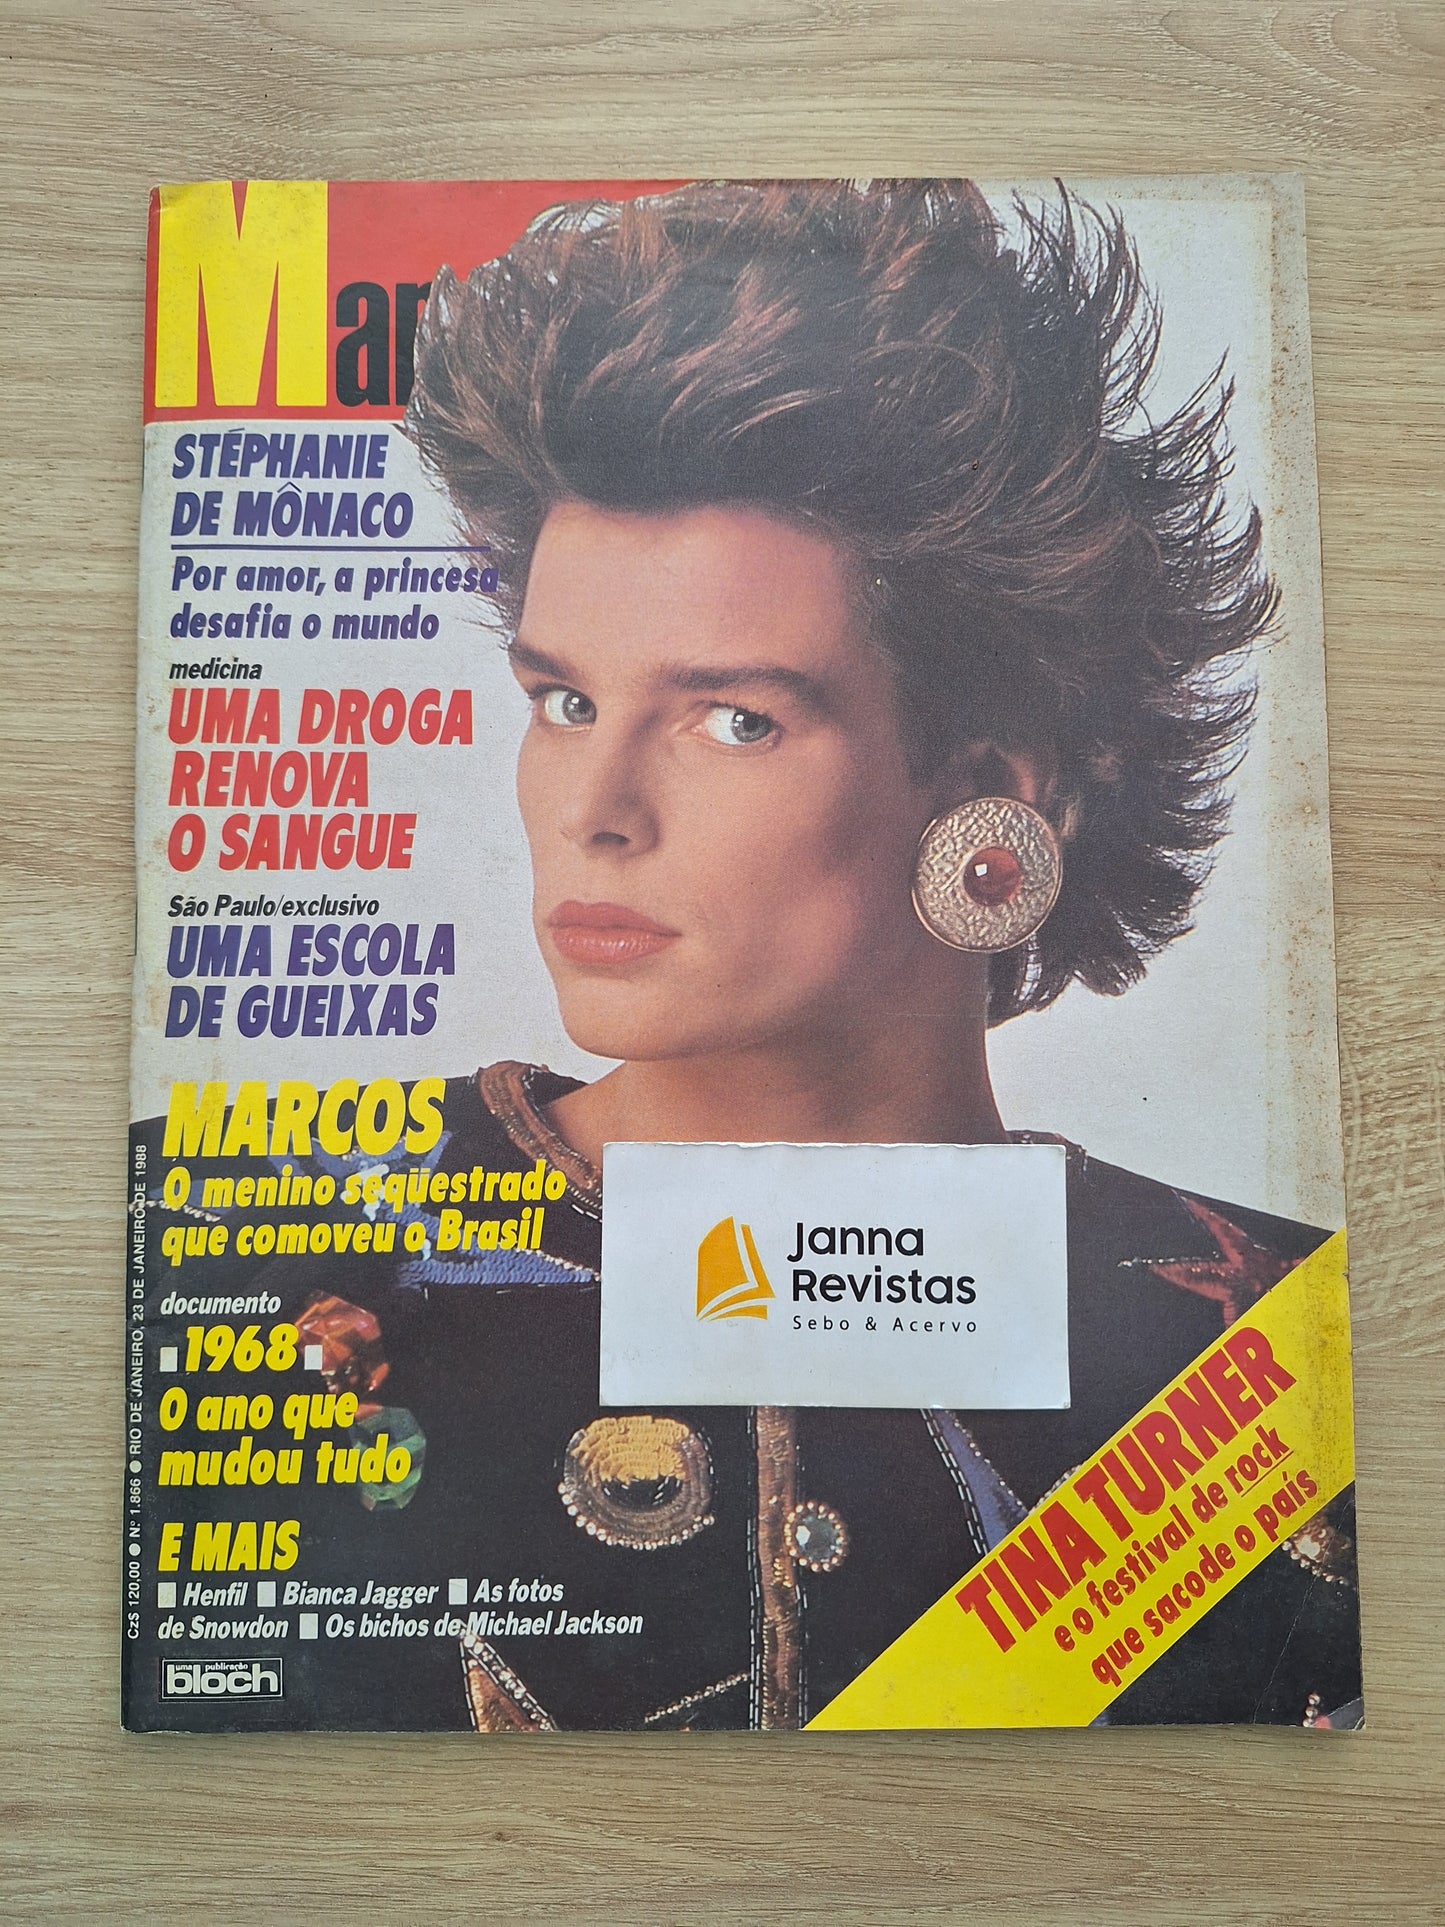 Man
STÉPHANIE
DE MÔNACO
Por amor, a princesa
desafia o mundo
medicina
UMA DROGA
RENOVA
O SANGUE
São Paulo/exclusivo
UMA ESCOLA
DE GUEIXAS
MARCOS
O menino seqüestrado
que comoveu o Brasil
documento
1968
O ano que
mudou tudo
E MAIS
Henfil Bianca Jagger As fotos
de Snowdon Os bichos de Michael Jackson
uma publicação
bloch
Cz$ 120,00 ● Nº 1.866 ● RIO DE JANEIRO, 23 DE JANEIRO DE 1988
Janna
Revistas
Sebo & Acervo
TINA TURNER
e o festival de rock
que sacode o país